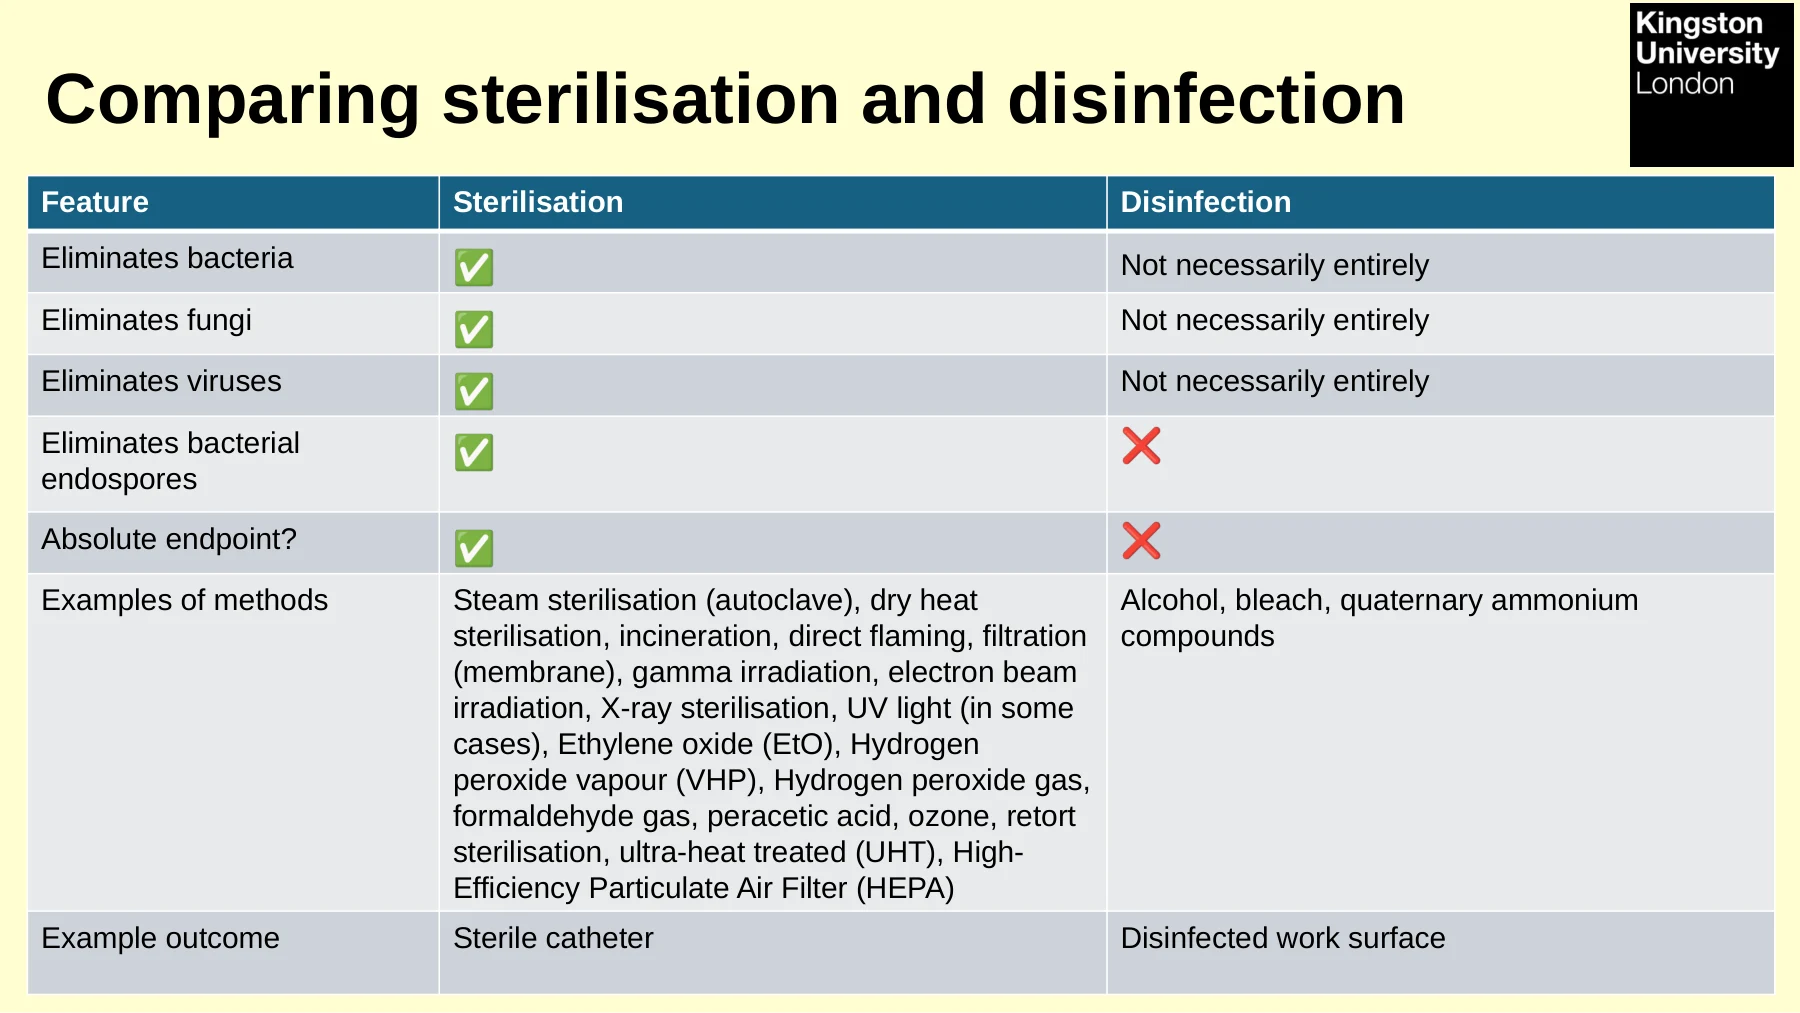 Kingston
University
London
Comparing sterilisation and disinfection
Feature
Sterilisation
Disinfection
Eliminates bacteria
✅
Not necessarily entirely
Eliminates fungi
✅
Not necessarily entirely
Eliminates viruses
✅
Not necessarily entirely
Eliminates bacterial
endospores
✅
❌
Absolute endpoint?
✅
❌
Examples of methods
Steam sterilisation (autoclave), dry heat
sterilisation, incineration, direct flaming, filtration
(membrane), gamma irradiation, electron beam
irradiation, X-ray sterilisation, UV light (in some
cases), Ethylene oxide (EtO), Hydrogen
peroxide vapour (VHP), Hydrogen peroxide gas,
formaldehyde gas, peracetic acid, ozone, retort
sterilisation, ultra-heat treated (UHT), High-
Efficiency Particulate Air Filter (HEPA)
Alcohol, bleach, quaternary ammonium
compounds
Example outcome
Sterile catheter
Disinfected work surface